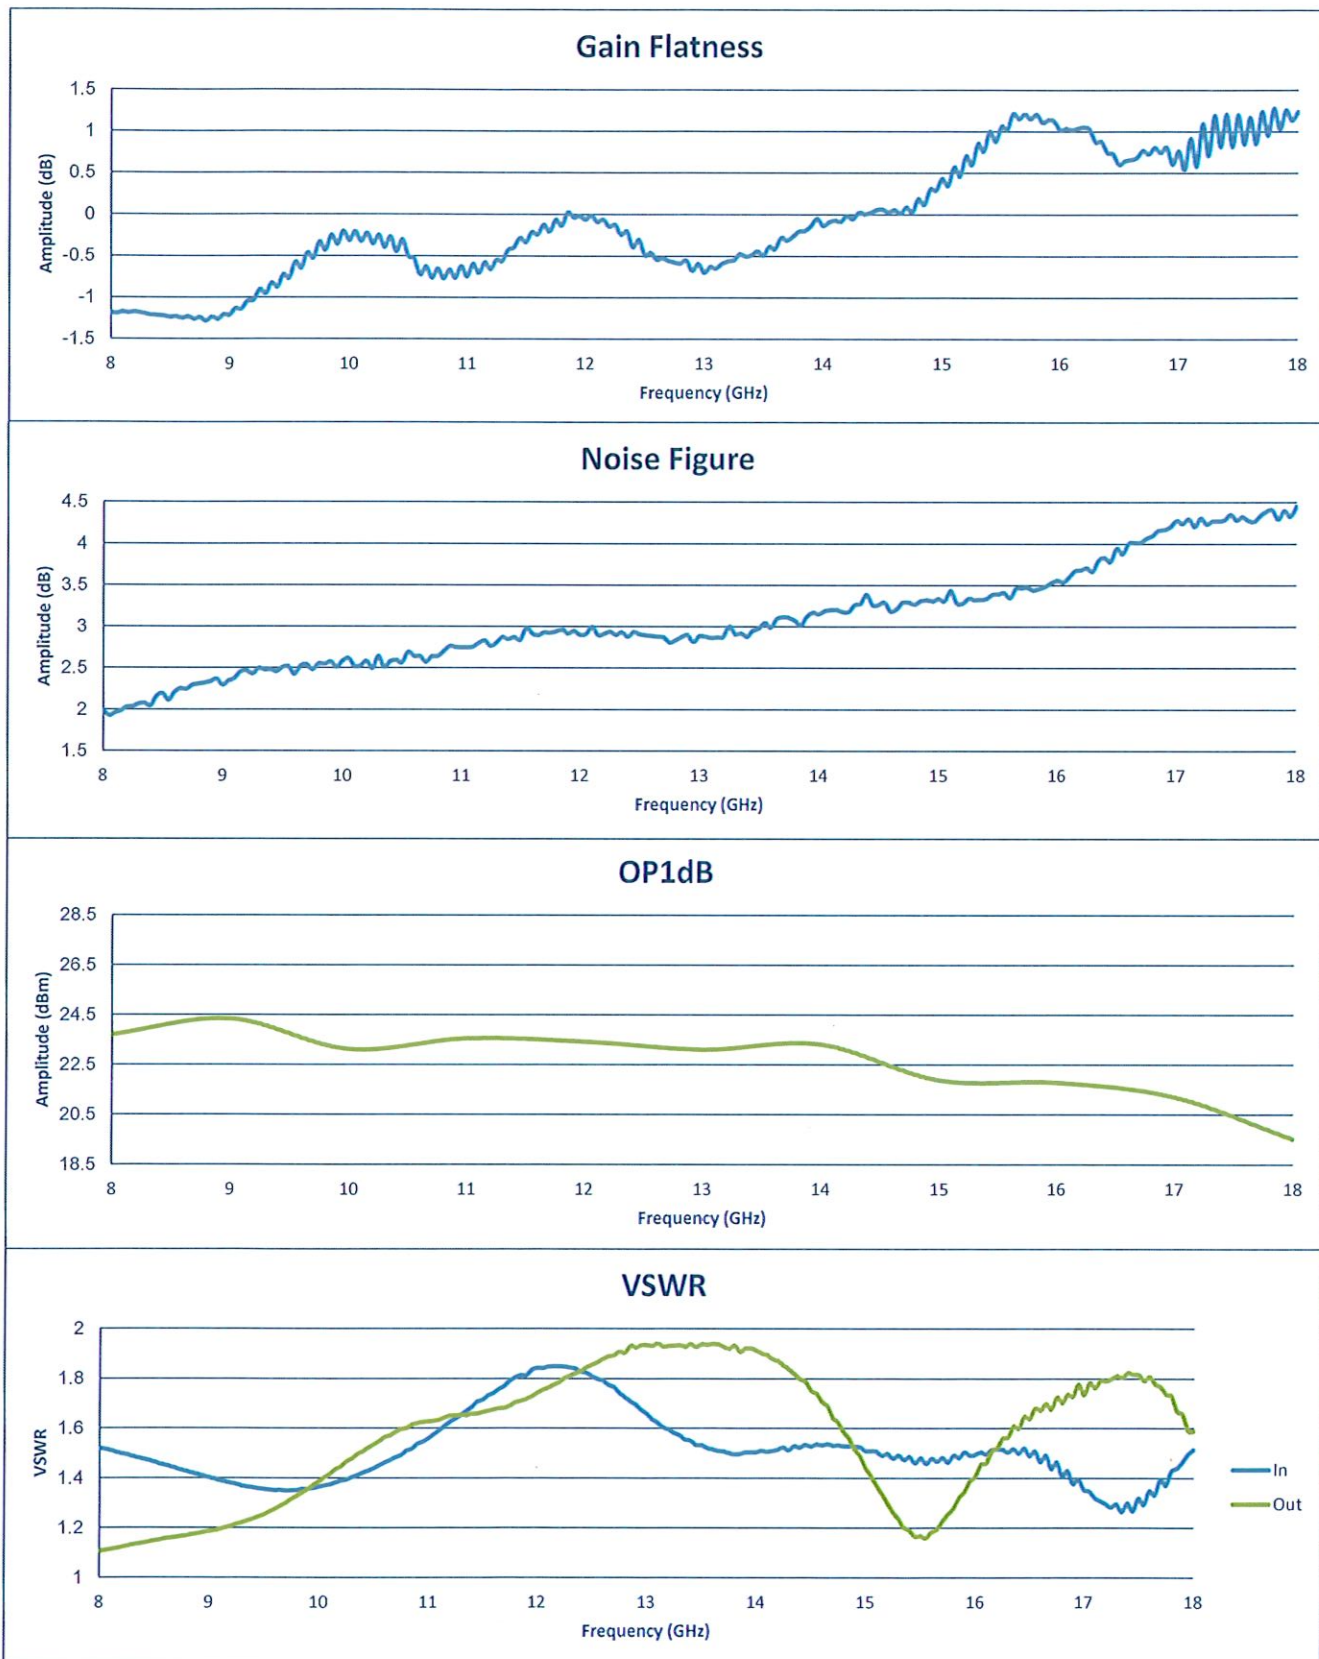 Gain Flatness
1.5
1
0.5
0
-0.5
-1
-1.5
Amplitude (dB)
8 9 10 11 12 13 14 15 16 17 18
Frequency (GHz)
Noise Figure
4.5
4
3.5
3
2.5
2
1.5
Amplitude (dB)
8 9 10 11 12 13 14 15 16 17 18
Frequency (GHz)
OP1dB
28.5
26.5
24.5
22.5
20.5
18.5
Amplitude (dBm)
8 9 10 11 12 13 14 15 16 17 18
Frequency (GHz)
VSWR
2
1.8
1.6
1.4
1.2
1
VSWR
8 9 10 11 12 13 14 15 16 17 18
Frequency (GHz)
In
Out